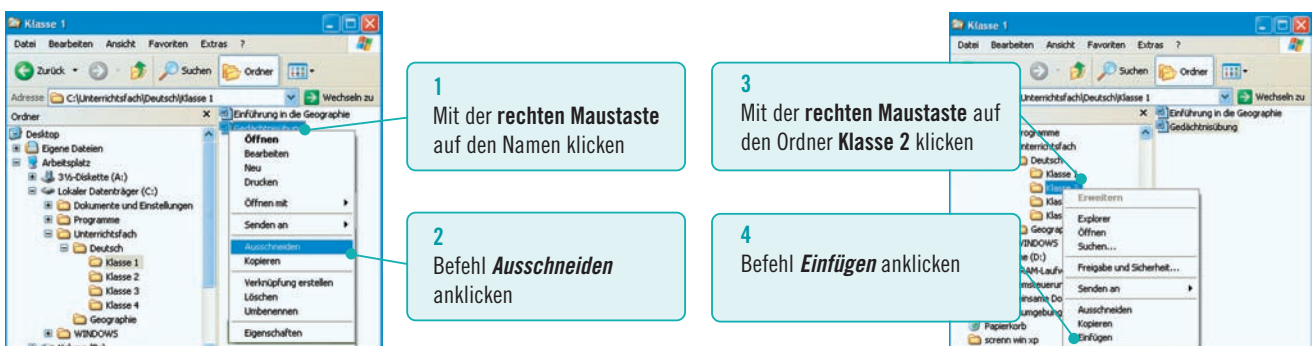 Klasse 1
Datei Bearbeiten Ansicht Favoriten Extras ?
Zurück Suchen Ordner
Adresse C:\Unterrichtsfach\Deutsch\Klasse 1 Wechseln zu
Ordner
Einführung in die Geographie
Desktop
Eigene Dateien
Arbeitsplatz
3½-Diskette (A:)
Lokaler Datenträger (C:)
Dokumente und Einstellungen
Programme
Unterrichtsfach
Deutsch
Klasse 1
Klasse 2
Klasse 3
Klasse 4
Geographie
WINDOWS
Öffnen
Bearbeiten
Neu
Drucken
Öffnen mit
Senden an
Ausschneiden
Kopieren
Verknüpfung erstellen
Löschen
Umbenennen
Eigenschaften
1
Mit der rechten Maustaste
auf den Namen klicken
2
Befehl Ausschneiden
anklicken
3
Mit der rechten Maustaste auf
den Ordner Klasse 2 klicken
4
Befehl Einfügen anklicken
Klasse 1
Datei Bearbeiten Ansicht Favoriten Extras ?
Suchen Ordner
Unterrichtsfach\Deutsch\Klasse 1 Wechseln zu
Einführung in die Geographie
Gedächtnisübung
Deutsch
Klasse
WINDOWS
(D:)
Papierkorb
screnn win xp
Erweitern
Explorer
Öffnen
Suchen...
Freigabe und Sicherheit...
Senden an
Ausschneiden
Kopieren
Einfügen